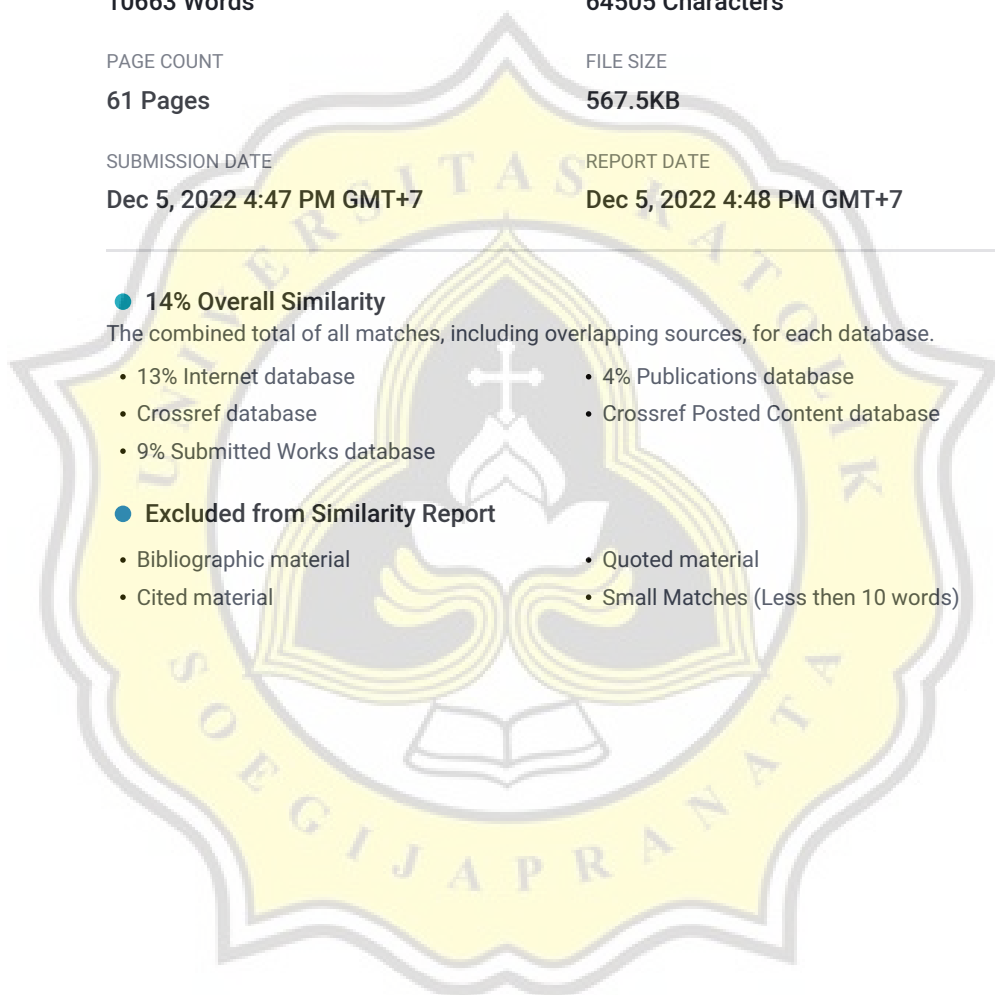 10663 Words 64505 Characters
PAGE COUNT FILE SIZE
61 Pages 567.5KB
SUBMISSION DATE REPORT DATE
Dec 5, 2022 4:47 PM GMT+7 Dec 5, 2022 4:48 PM GMT+7
14% Overall Similarity
The combined total of all matches, including overlapping sources, for each database.
• 13% Internet database • 4% Publications database
• Crossref database • Crossref Posted Content database
• 9% Submitted Works database
Excluded from Similarity Report
• Bibliographic material • Quoted material
• Cited material • Small Matches (Less then 10 words)
UNIVERSITAS KATOLIK
SOEGIJAPRANATA